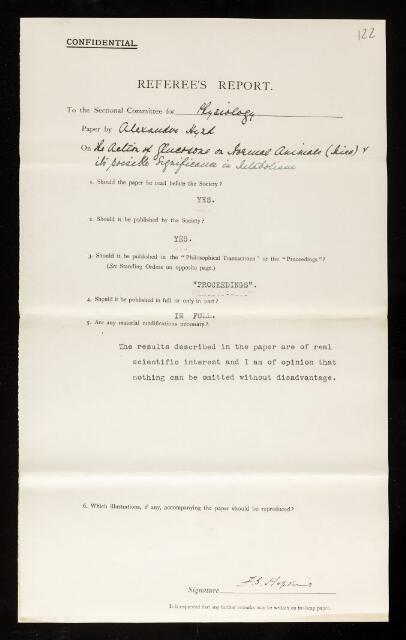 122
CONFIDENTIAL.
REFEREE'S REPORT.
To the Sectional Committee for Physiology
Paper by Alexander Hynd
On the Action of Glucosone on Normal Animals (Mice) &
its possible Significance in Metabolism
1. Should the paper be read before the Society?
YES.
2. Should it be published by the Society?
YES.
3. Should it be published in the "Philosophical Transactions" or the "Proceedings"?
(See Standing Orders on opposite page.)
"PROCEEDINGS".
4. Should it be published in full or only in part?
IN FULL.
5. Are any material modifications necessary?
The results described in the paper are of real
scientific interest and I am of opinion that
nothing can be omitted without disadvantage.
6. Which illustrations, if any, accompanying the paper should be reproduced?
Signature F. G. Hopkins
It is requested that any further remarks may be written on foolscap paper.